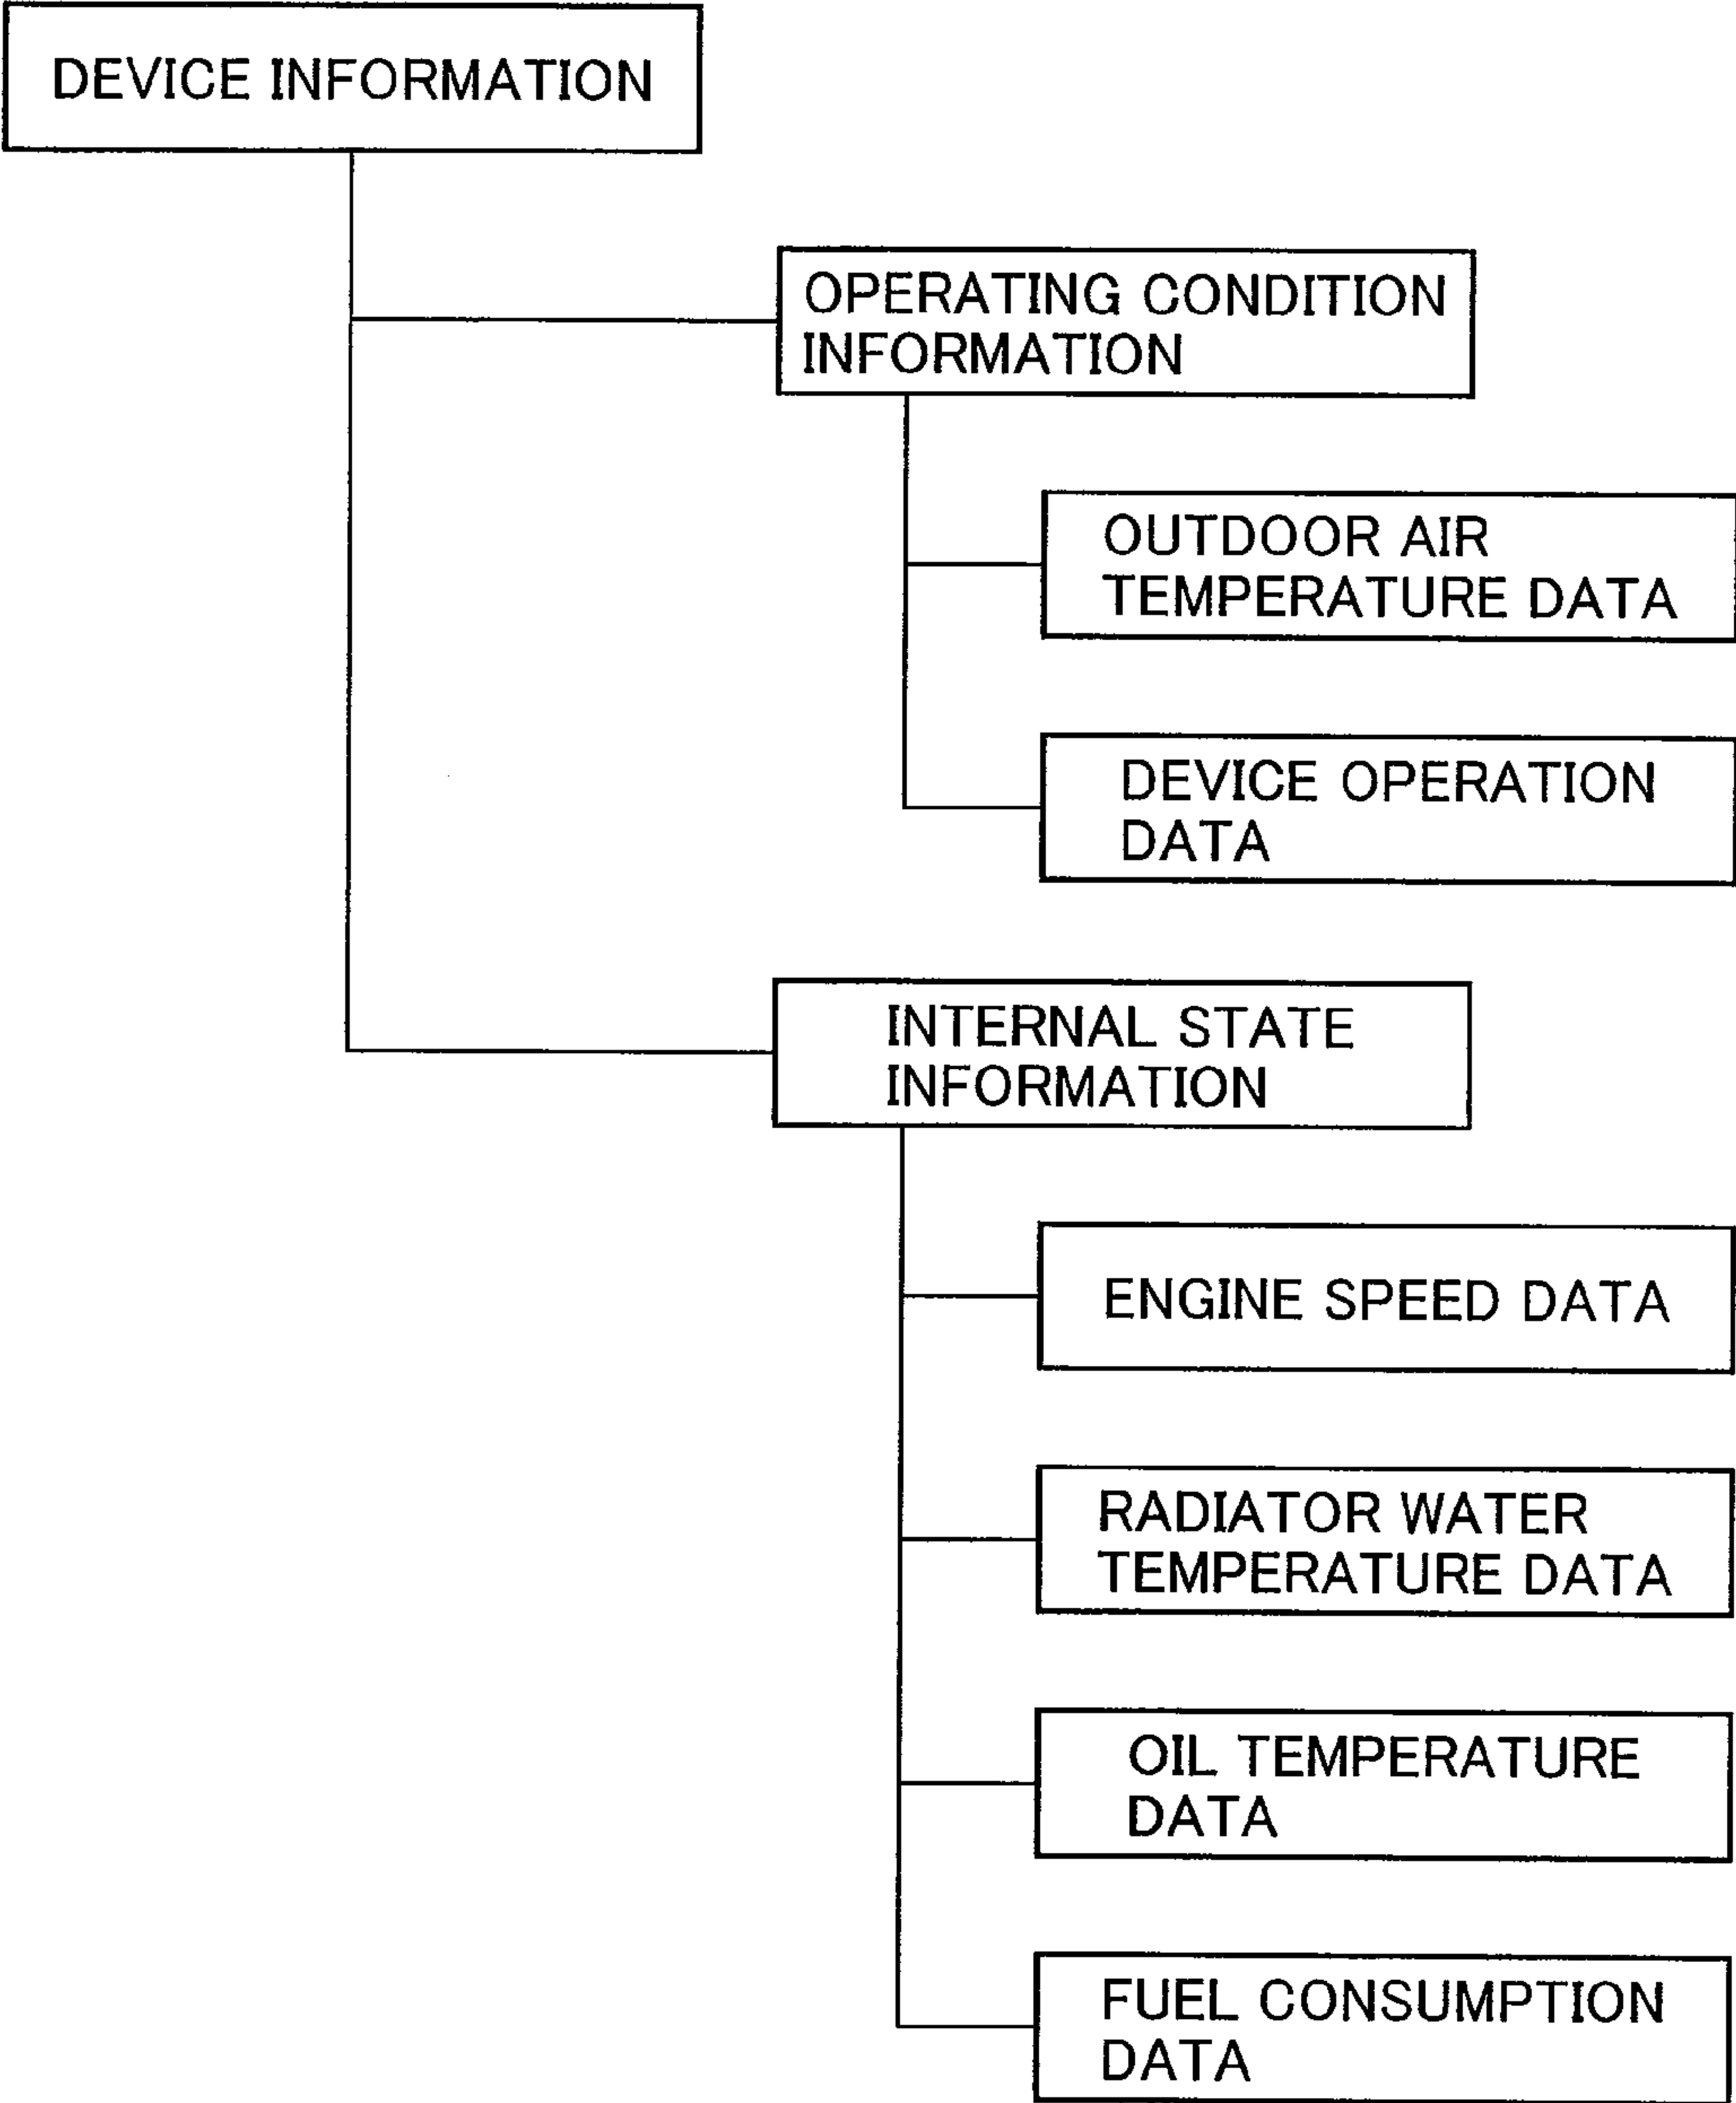 DEVICE INFORMATION
OPERATING CONDITION
INFORMATION
OUTDOOR AIR
TEMPERATURE DATA
DEVICE OPERATION
DATA
INTERNAL STATE
INFORMATION
ENGINE SPEED DATA
RADIATOR WATER
TEMPERATURE DATA
OIL TEMPERATURE
DATA
FUEL CONSUMPTION
DATA